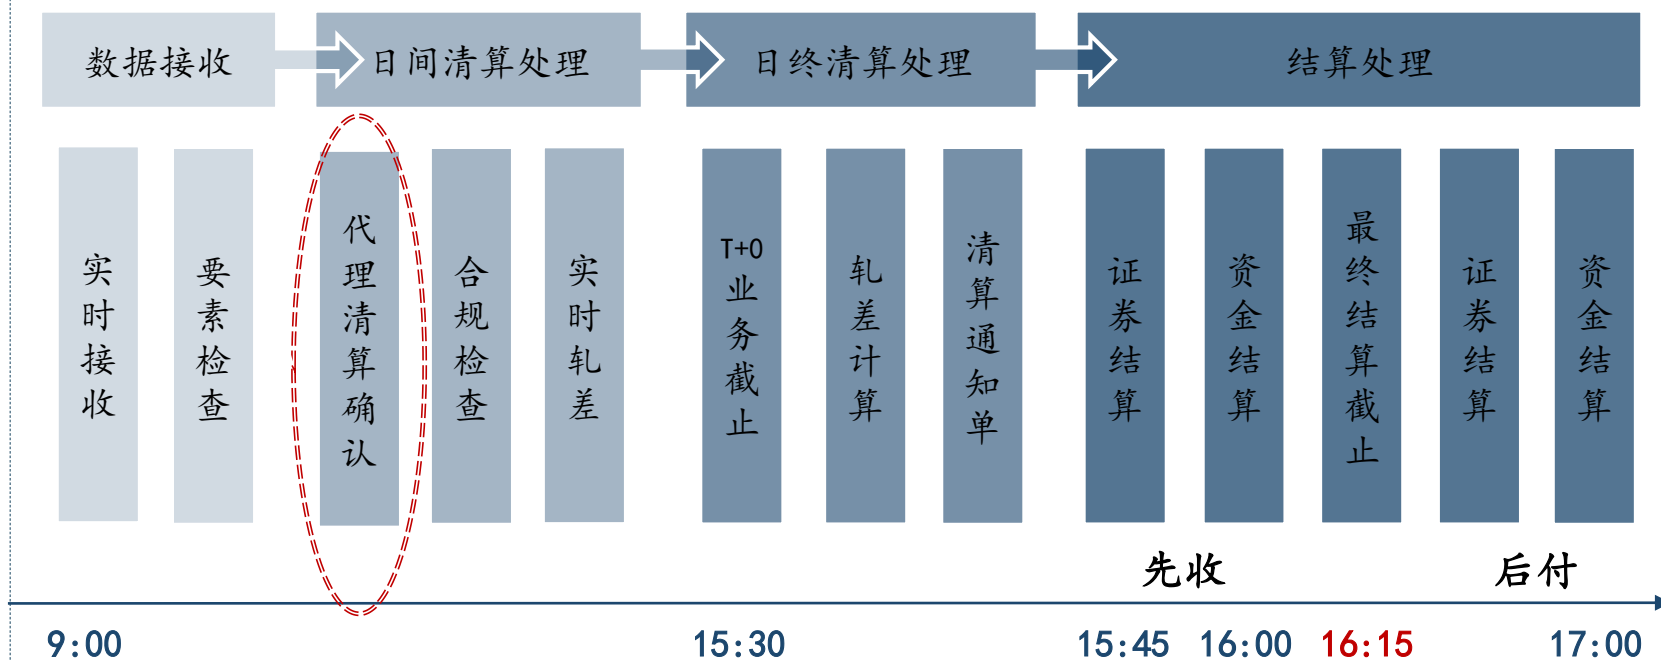 数据接收
日间清算处理
日终清算处理
结算处理
实时接收
要素检查
代理清算确认
合规检查
实时轧差
T+0业务截止
轧差计算
清算通知单
证券结算
资金结算
最终结算截止
证券结算
资金结算
先收
后付
9:00
15:30
15:45
16:00
16:15
17:00